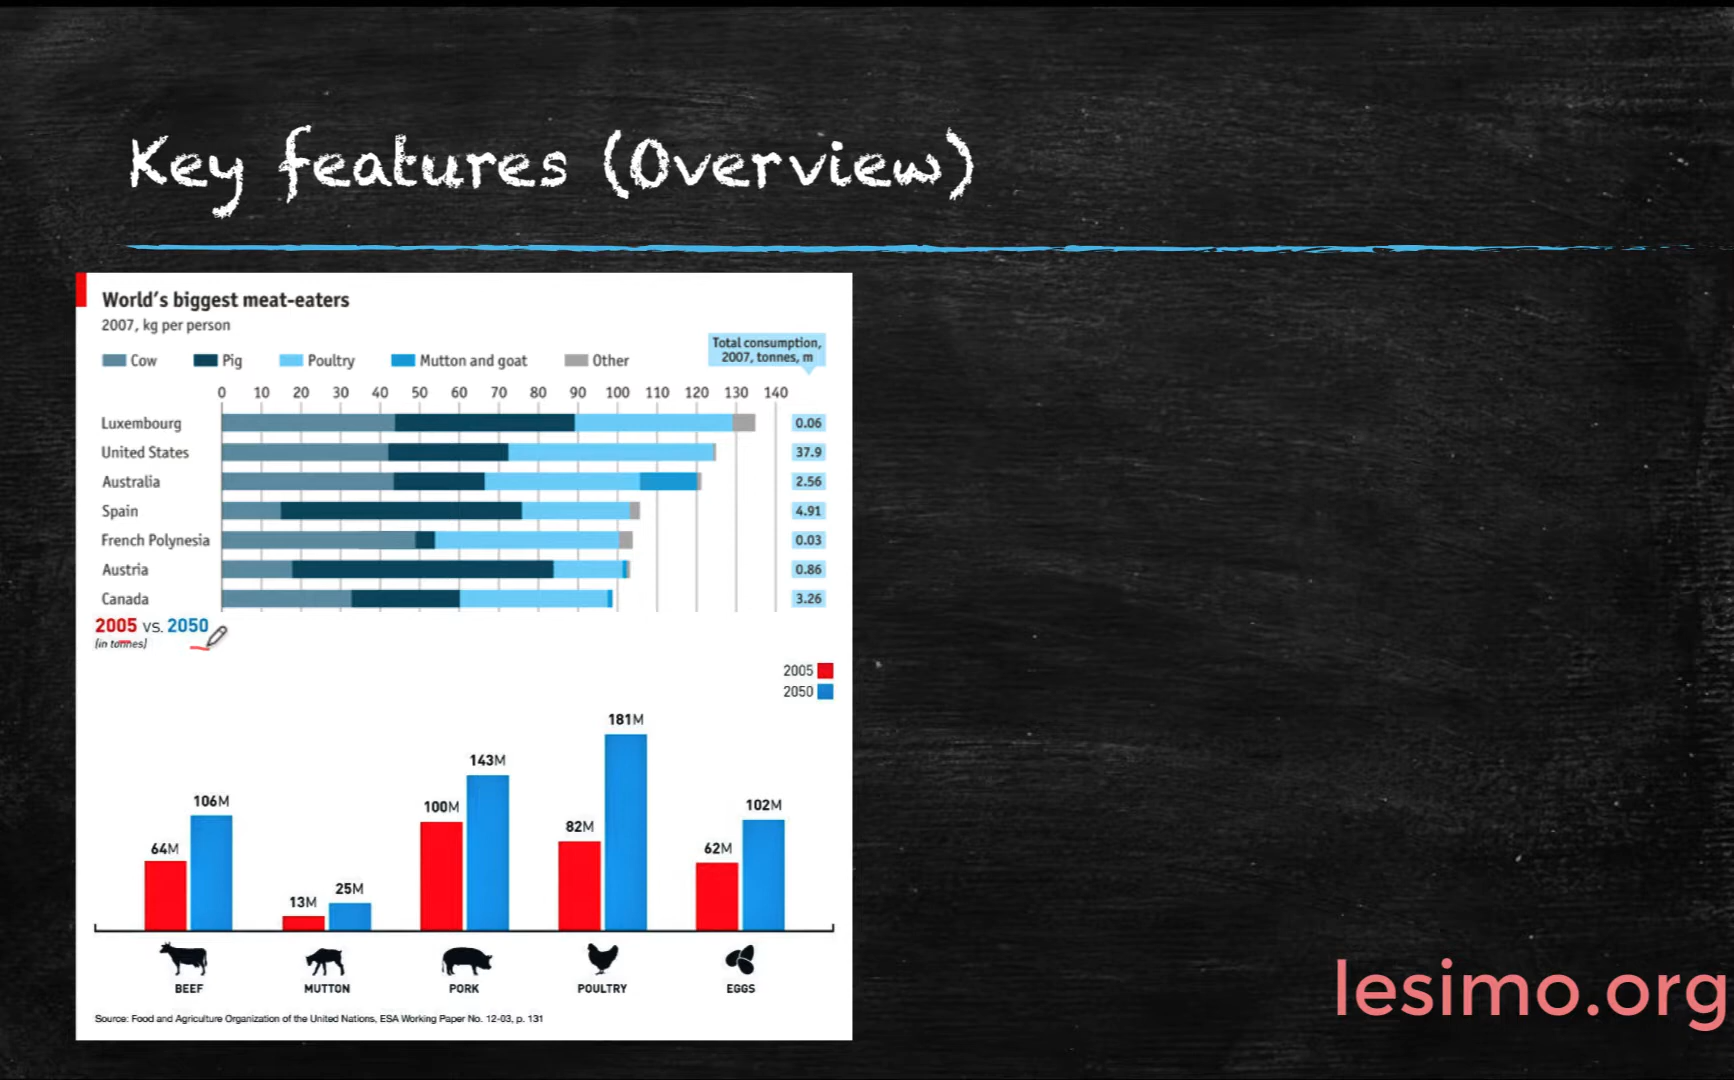 Key features (Overview)
World's biggest meat-eaters
2007, kg per person
Total consumption,
2007, tonnes, m
Cow Pig Poultry Mutton and goat Other
0 10 20 30 40 50 60 70 80 90 100 110 120 130 140
Luxembourg 0.06
United States 37.9
Australia 2.56
Spain 4.91
French Polynesia 0.03
Austria 0.86
Canada 3.26
2005 vs. 2050
(in tonnes)
2005
2050
181M
143M
106M 100M 102M
82M
64M 62M
25M
13M
BEEF MUTTON PORK POULTRY EGGS
Source: Food and Agriculture Organization of the United Nations, ESA Working Paper No. 12-03, p. 131
lesimo.org